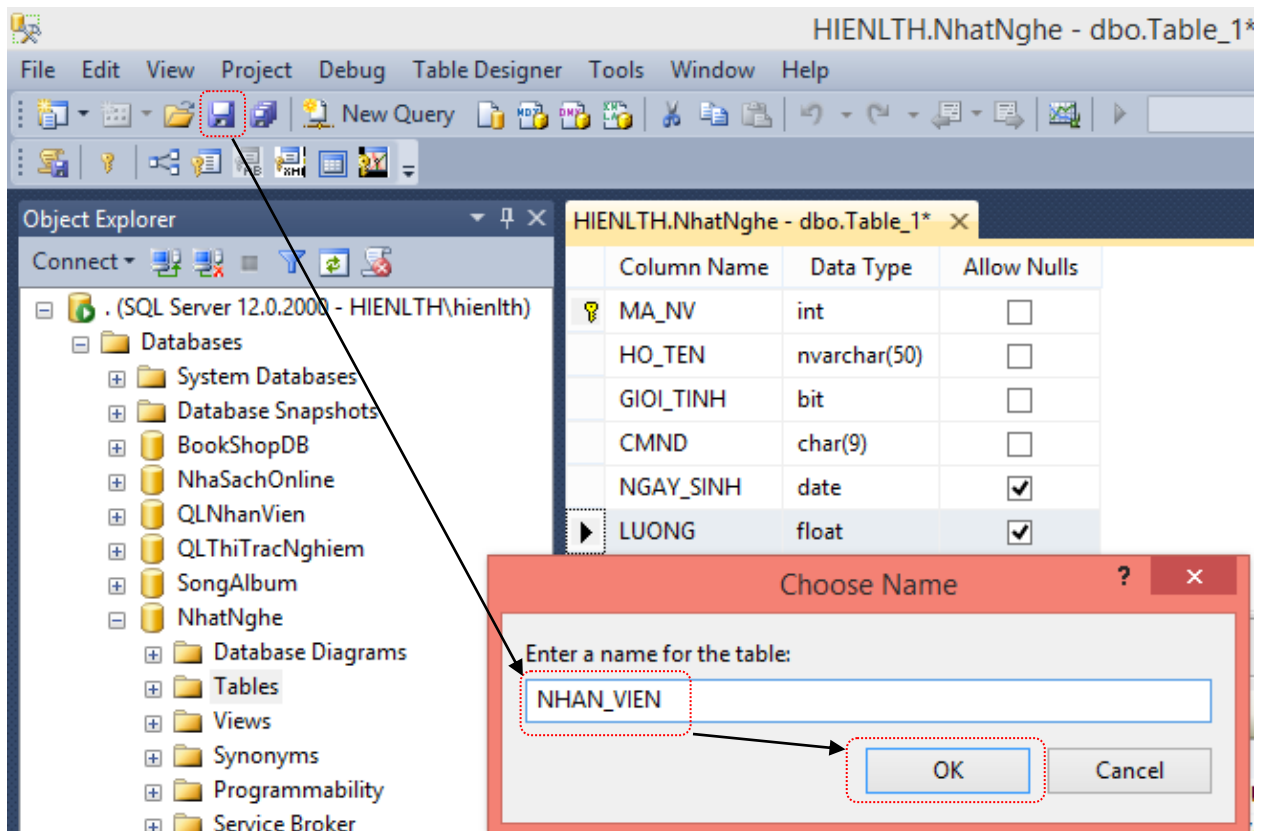 HIENLTH.NhatNghe - dbo.Table_1*
File Edit View Project Debug Table Designer Tools Window Help
New Query
Object Explorer
HIENLTH.NhatNghe - dbo.Table_1*
Connect
Column Name Data Type Allow Nulls
. (SQL Server 12.0.2000 - HIENLTH\hienlth)
MA_NV int
Databases
HO_TEN nvarchar(50)
System Databases
GIOI_TINH bit
Database Snapshots
CMND char(9)
BookShopDB
NhaSachOnline
NGAY_SINH date
QLNhanVien
LUONG float
QLThiTracNghiem
SongAlbum
Choose Name
?
NhatNghe
Database Diagrams
Enter a name for the table:
Tables
NHAN_VIEN
Views
Synonyms
OK Cancel
Programmability
Service Broker